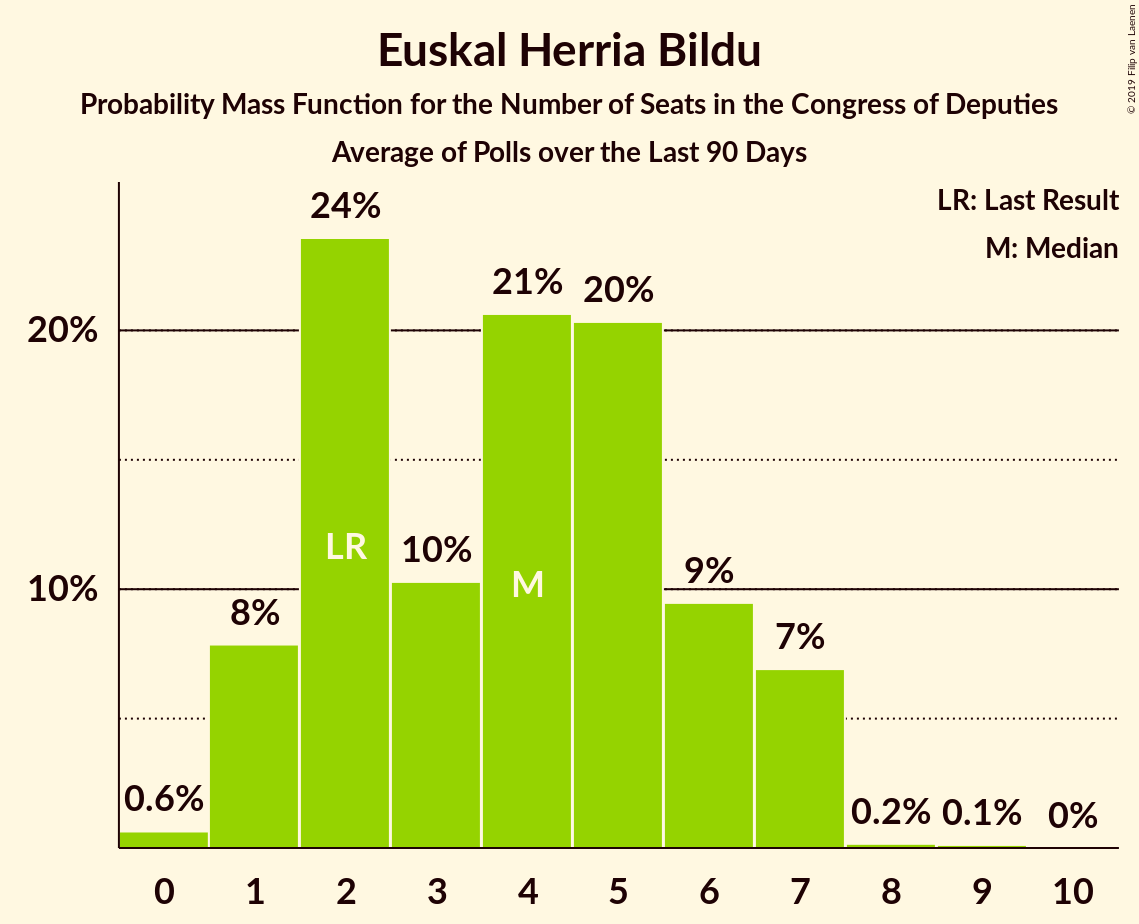 Euskal Herria Bildu
Probability Mass Function for the Number of Seats in the Congress of Deputies
Average of Polls over the Last 90 Days
© 2019 Filip van Laenen
LR: Last Result
M: Median
20%
10%
0.6%
8%
24%
10%
21%
20%
9%
7%
0.2%
0.1%
0%
LR
M
0 1 2 3 4 5 6 7 8 9 10